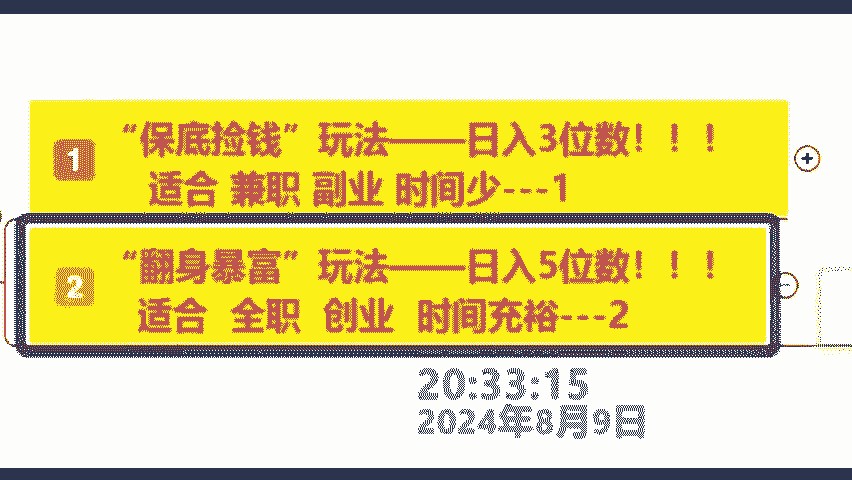 1
“保底捡钱”玩法——日入3位数！！！
适合 兼职 副业 时间少---1
2
“翻身暴富”玩法——日入5位数！！！
适合 全职 创业 时间充裕---2
20:33:15
2024年8月9日